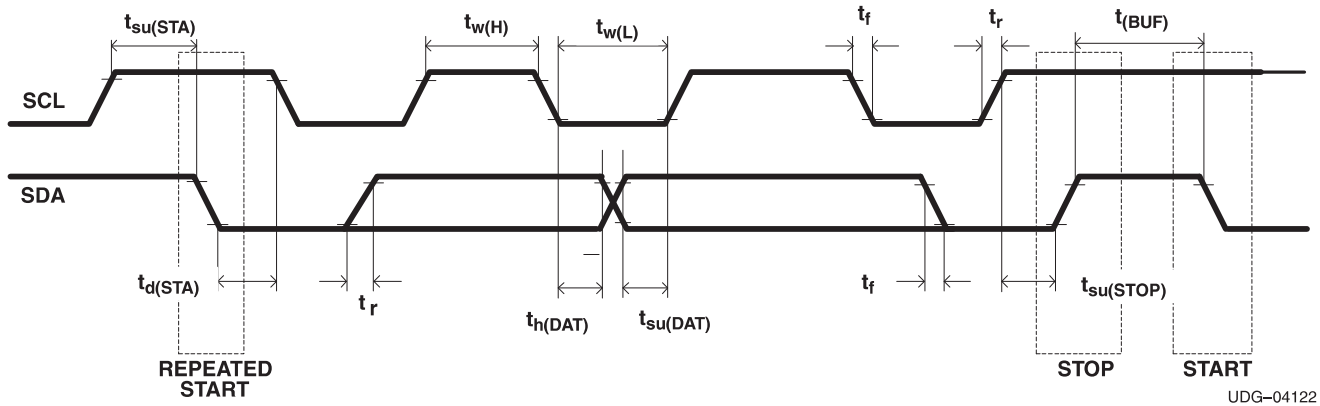 tsu(STA)
tw(H)
tw(L)
tf
tr
t(BUF)
SCL
SDA
td(STA)
tr
th(DAT)
tsu(DAT)
tf
tsu(STOP)
REPEATED
START
STOP
START
UDG–04122